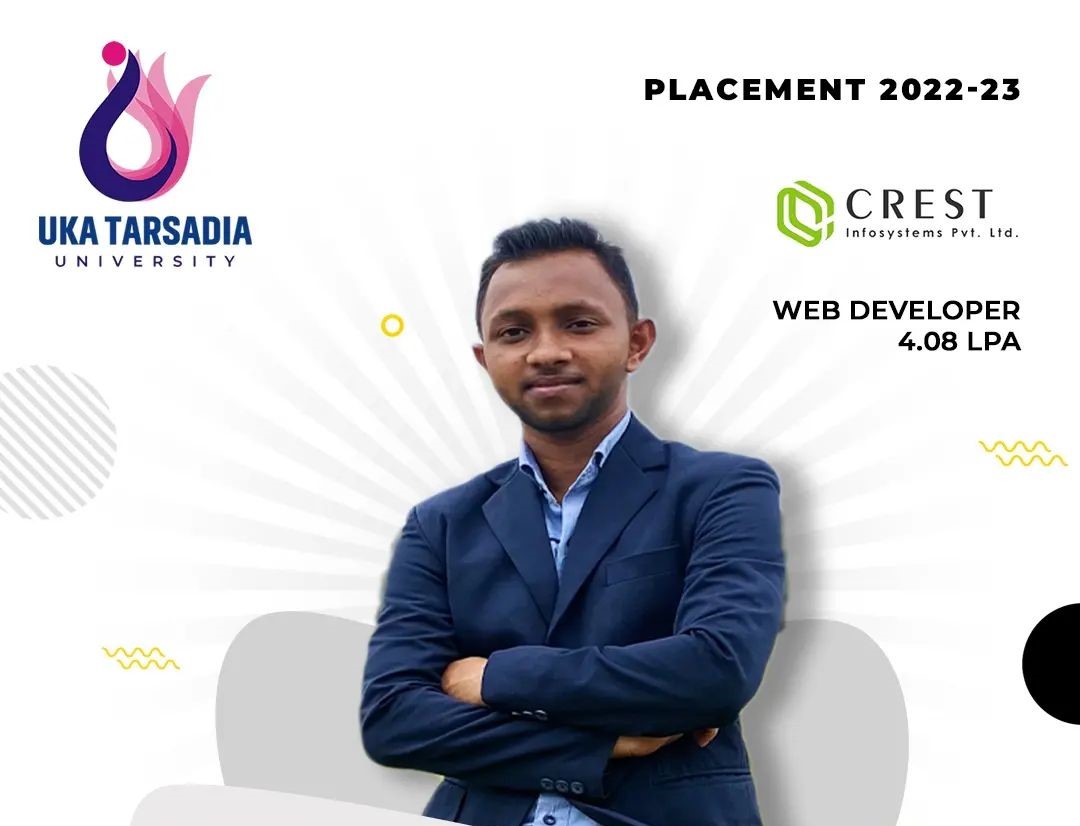 UKA TARSADIA
UNIVERSITY
PLACEMENT 2022-23
CREST
Infosystems Pvt. Ltd.
WEB DEVELOPER
4.08 LPA